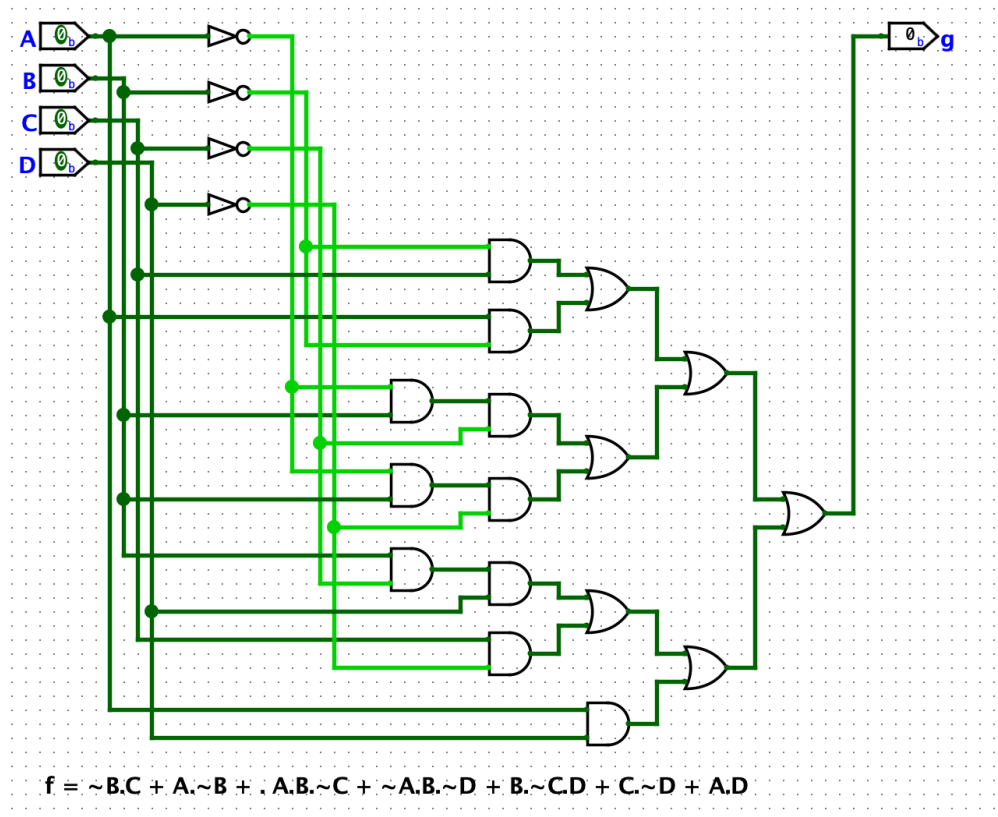 A 0b
B 0b
C 0b
D 0b
0b g
f = ~B.C + A.~B + . A.B.~C + ~A.B.~D + B.~C.D + C.~D + A.D